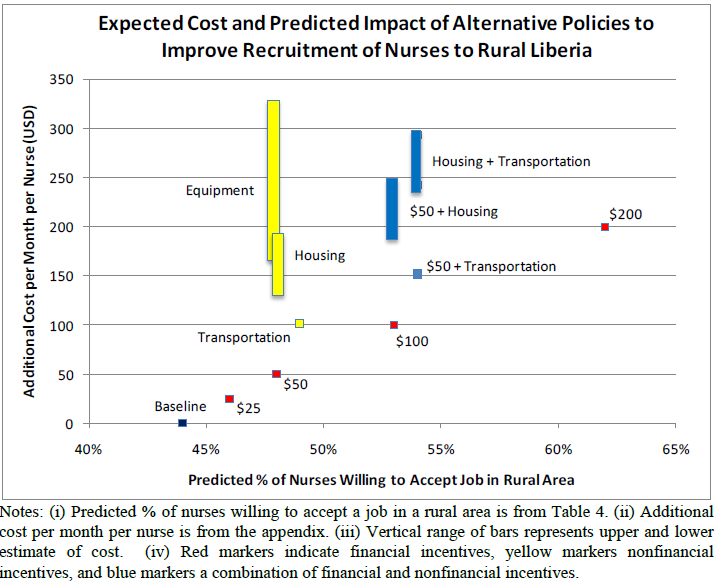 Expected Cost and Predicted Impact of Alternative Policies to
Improve Recruitment of Nurses to Rural Liberia
Additional Cost per Month per Nurse (USD)
350
300
250
200
150
100
50
0
Housing + Transportation
Equipment
$50 + Housing
$200
Housing
$50 + Transportation
Transportation
$100
$50
Baseline
$25
40%
45%
50%
55%
60%
65%
Predicted % of Nurses Willing to Accept Job in Rural Area
Notes: (i) Predicted % of nurses willing to accept a job in a rural area is from Table 4. (ii) Additional
cost per month per nurse is from the appendix. (iii) Vertical range of bars represents upper and lower
estimate of cost. (iv) Red markers indicate financial incentives, yellow markers nonfinancial
incentives, and blue markers a combination of financial and nonfinancial incentives.